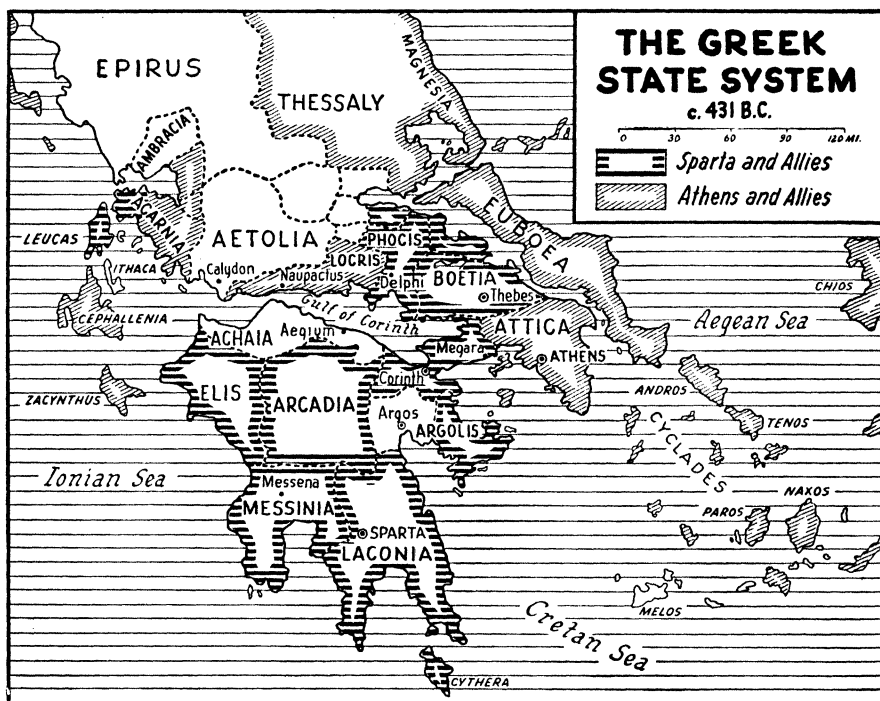 THE GREEK
STATE SYSTEM
c. 431 B.C.
0 30 60 90 120 MI.
Sparta and Allies
Athens and Allies
EPIRUS
THESSALY
MAGNESIA
AMBRACIA
ACARNIA
LEUCAS
AETOLIA
PHOCIS
LOCRIS
EUBOEA
ITHACA
Calydon
Naupactus
Delphi
BOETIA
Thebes
CHIOS
CEPHALLENIA
Gulf of Corinth
ATTICA
Aegean Sea
ACHAIA
Aegium
Megara
ATHENS
ZACYNTHUS
ELIS
ARCADIA
Corinth
ANDROS
Argos
ARGOLIS
TENOS
CYCLADES
Ionian Sea
Messena
MESSINIA
NAXOS
PAROS
SPARTA
LACONIA
MELOS
Cretan Sea
CYTHERA